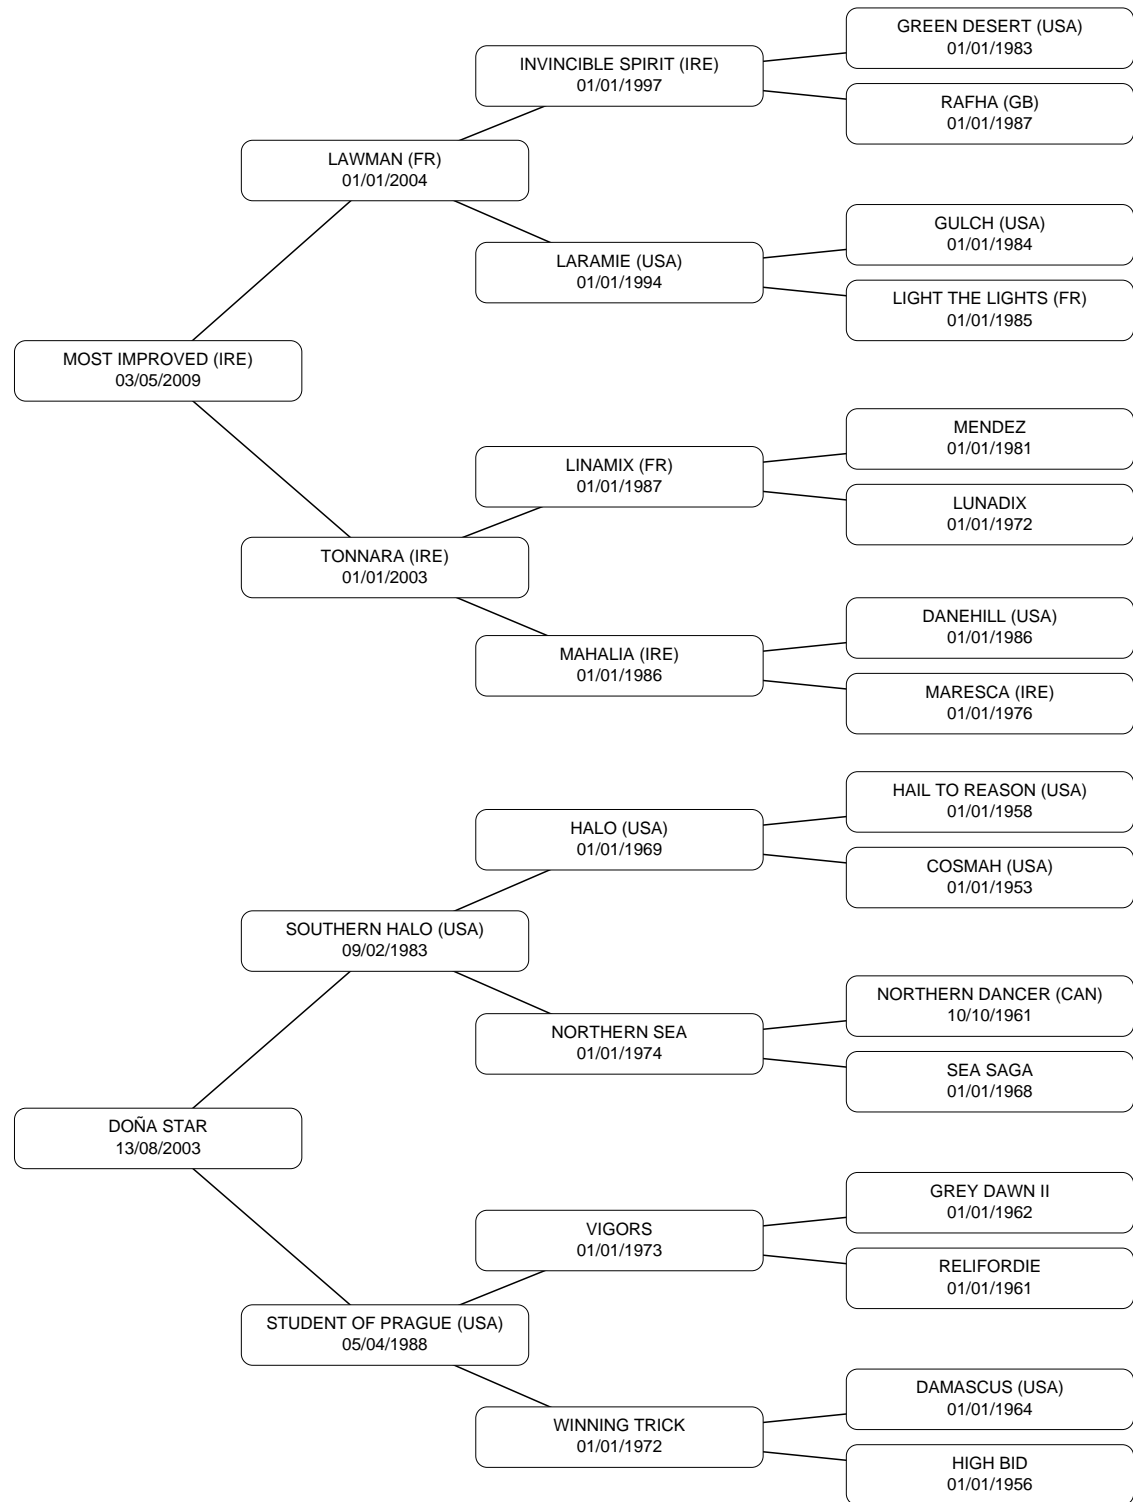 GREEN DESERT (USA)
01/01/1983
INVINCIBLE SPIRIT (IRE)
01/01/1997
RAFHA (GB)
01/01/1987
LAWMAN (FR)
01/01/2004
GULCH (USA)
01/01/1984
LARAMIE (USA)
01/01/1994
LIGHT THE LIGHTS (FR)
01/01/1985
MOST IMPROVED (IRE)
03/05/2009
MENDEZ
01/01/1981
LINAMIX (FR)
01/01/1987
LUNADIX
01/01/1972
TONNARA (IRE)
01/01/2003
DANEHILL (USA)
01/01/1986
MAHALIA (IRE)
01/01/1986
MARESCA (IRE)
01/01/1976
HAIL TO REASON (USA)
01/01/1958
HALO (USA)
01/01/1969
COSMAH (USA)
01/01/1953
SOUTHERN HALO (USA)
09/02/1983
NORTHERN DANCER (CAN)
10/10/1961
NORTHERN SEA
01/01/1974
SEA SAGA
01/01/1968
DOÑA STAR
13/08/2003
GREY DAWN II
01/01/1962
VIGORS
01/01/1973
RELIFORDIE
01/01/1961
STUDENT OF PRAGUE (USA)
05/04/1988
DAMASCUS (USA)
01/01/1964
WINNING TRICK
01/01/1972
HIGH BID
01/01/1956